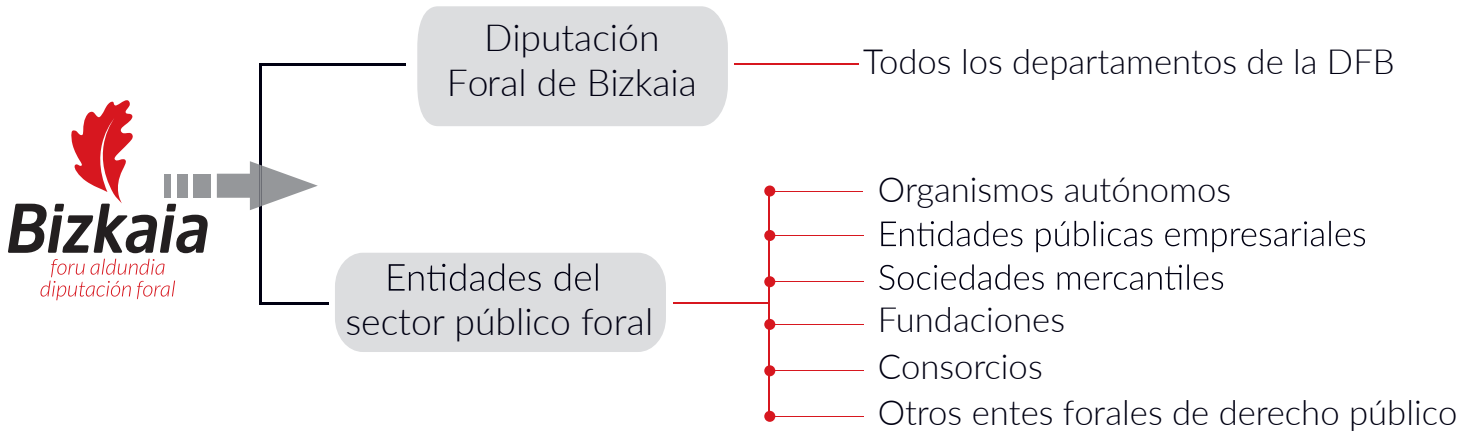 Bizkaia
foru aldundia
diputación foral
Diputación
Foral de Bizkaia
Todos los departamentos de la DFB
Entidades del
sector público foral
Organismos autónomos
Entidades públicas empresariales
Sociedades mercantiles
Fundaciones
Consorcios
Otros entes forales de derecho público